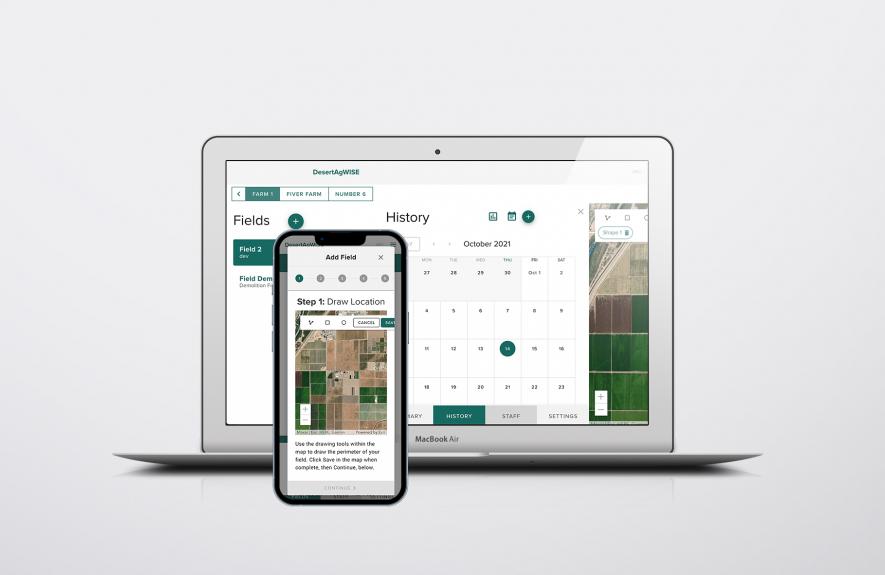 DesertAgWISE
FARM 1
FIVER FARM
NUMBER 6
Fields
History
Field 2
dev
Field Dem
October 2021
MON TUE WED THU FRI SAT
27 28 29 30 Oct 1 2
4 5 6 7 8 9
11 12 13 14 15 16
18 19 20 21 22 23
HISTORY
STAFF
SETTINGS
Shape 1
MacBook Air
Add Field
1 2 3 4 5
Step 1: Draw Location
CANCEL
Use the drawing tools within the
map to draw the perimeter of your
field. Click Save in the map when
complete, then Continue, below.
CONTINUE